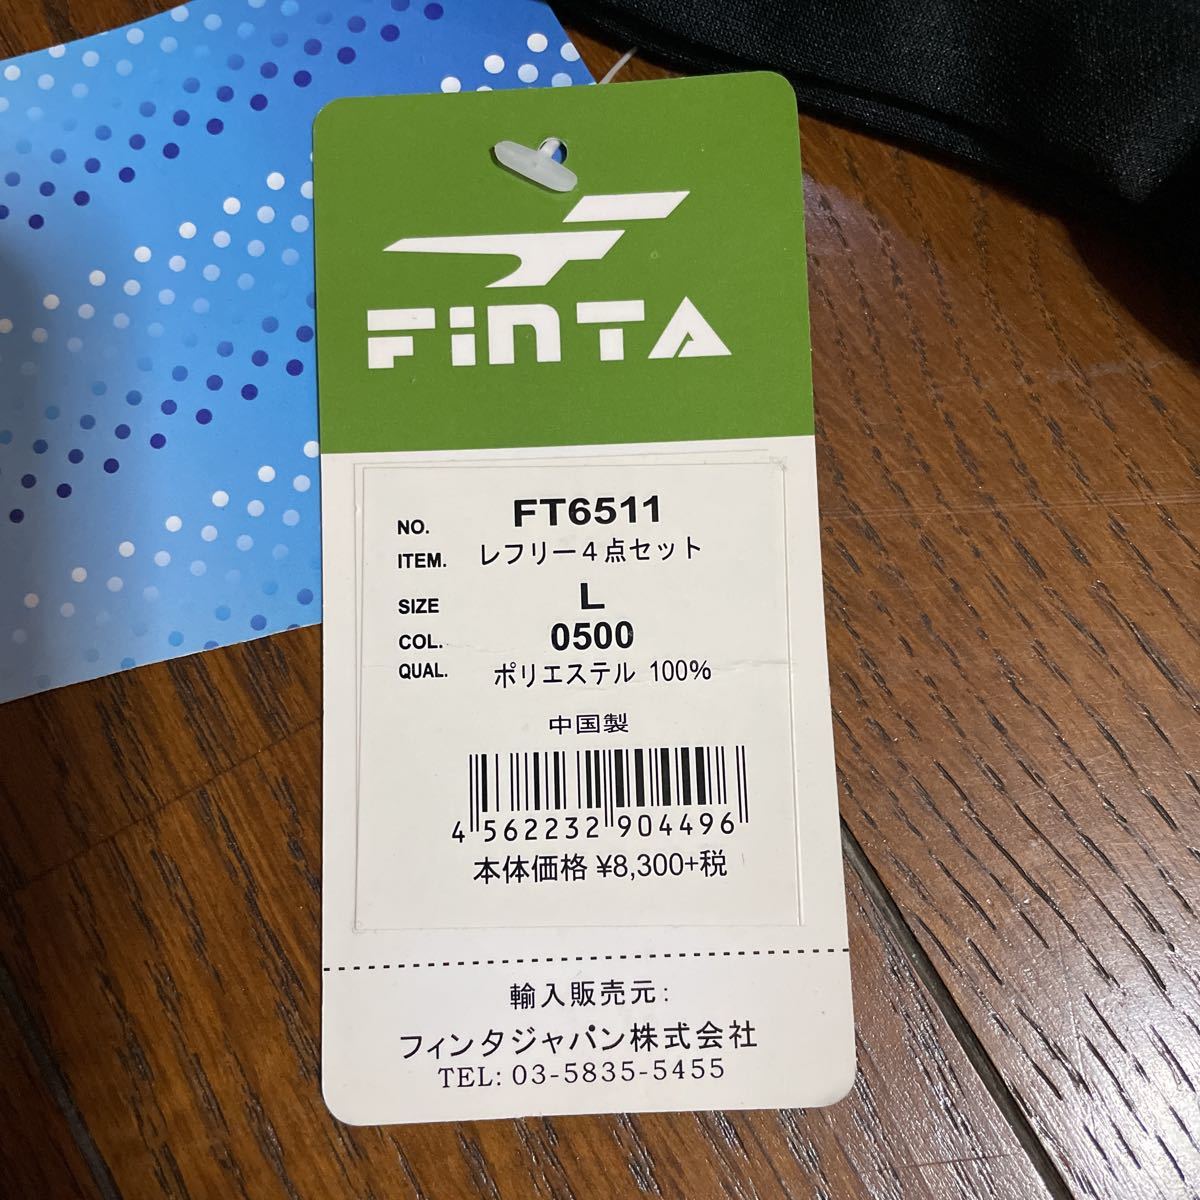 FiNTA
NO. FT6511
ITEM. レフリー4点セット
SIZE L
COL. 0500
QUAL. ポリエステル 100%
中国製
4 562232 904496
本体価格 ¥8,300+税
輸入販売元:
フィンタジャパン株式会社
TEL: 03-5835-5455